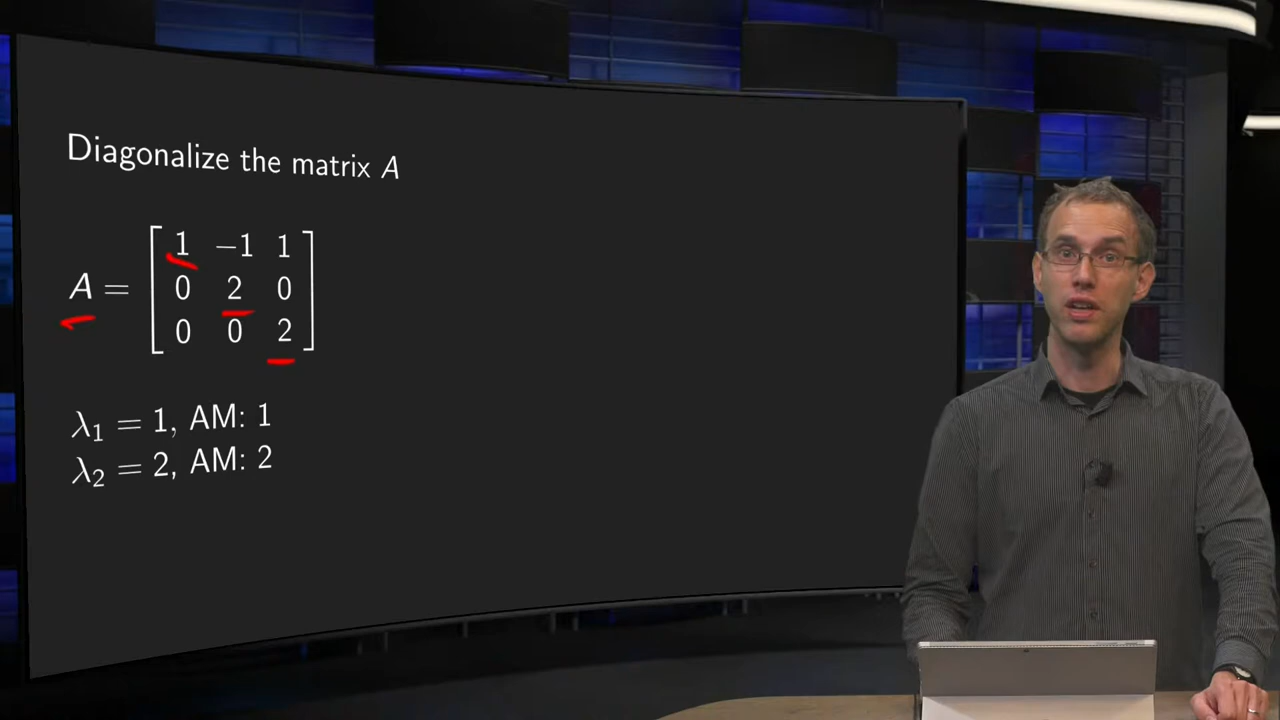 Diagonalize the matrix A
A = [1 −1 1
0 2 0
0 0 2]
λ₁ = 1, AM: 1
λ₂ = 2, AM: 2